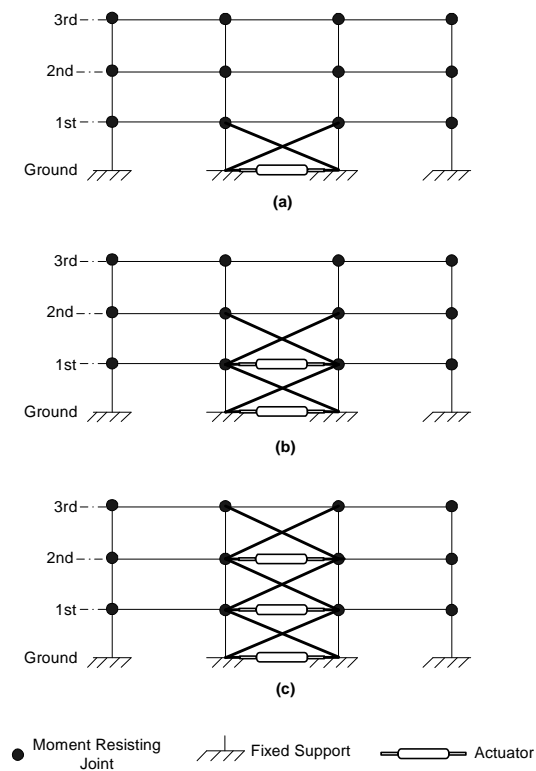 3rd
2nd
1st
Ground
(a)
3rd
2nd
1st
Ground
(b)
3rd
2nd
1st
Ground
(c)
Moment Resisting
Joint
Fixed Support
Actuator